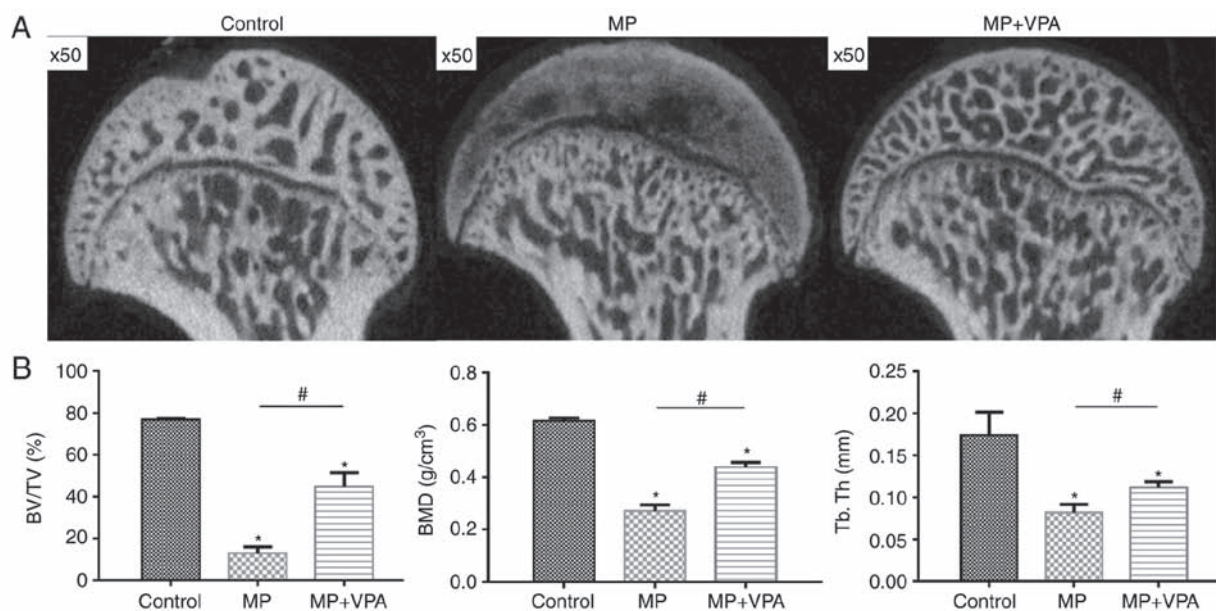 A
Control
MP
MP+VPA
x50
x50
x50
B
BV/TV (%)
100
80
60
40
20
0
#
*
*
Control
MP
MP+VPA
BMD (g/cm³)
0.8
0.6
0.4
0.2
0.0
#
*
*
Control
MP
MP+VPA
Tb. Th (mm)
0.25
0.20
0.15
0.10
0.05
0.00
#
*
*
Control
MP
MP+VPA